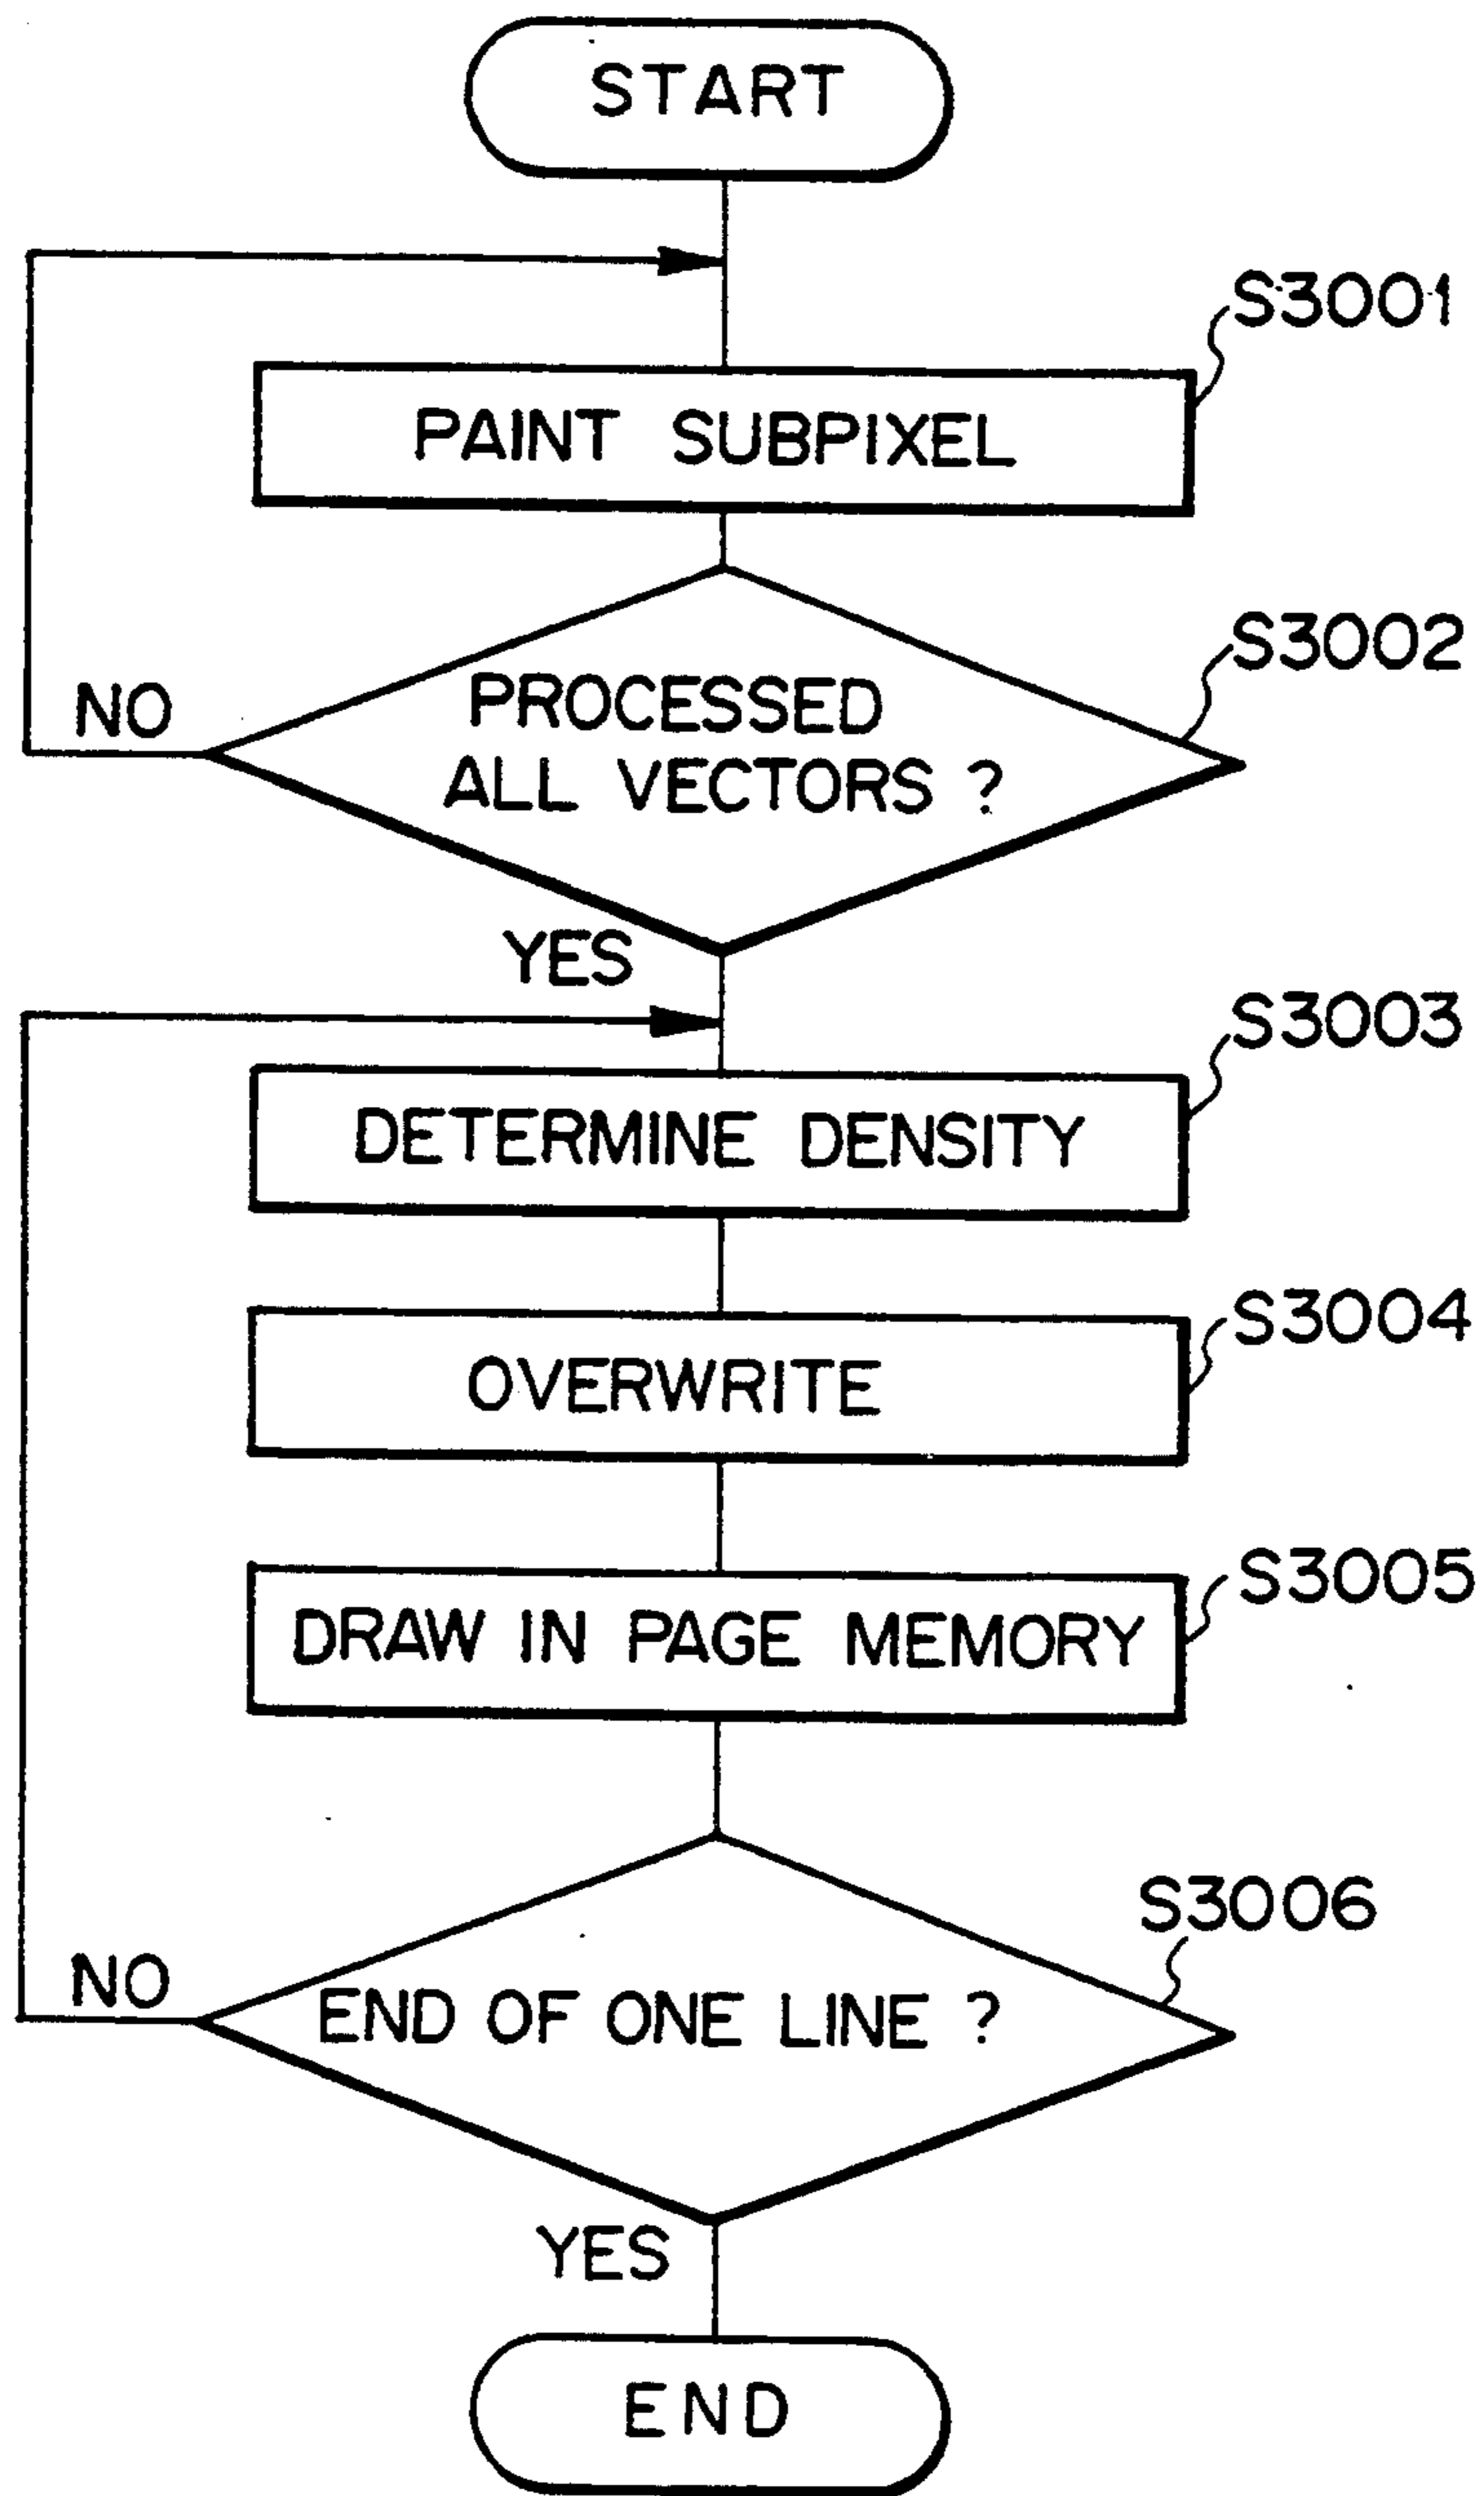 START
S3001
PAINT SUBPIXEL
S3002
NO
PROCESSED
ALL VECTORS ?
YES
S3003
DETERMINE DENSITY
S3004
OVERWRITE
S3005
DRAW IN PAGE MEMORY
S3006
NO
END OF ONE LINE ?
YES
END